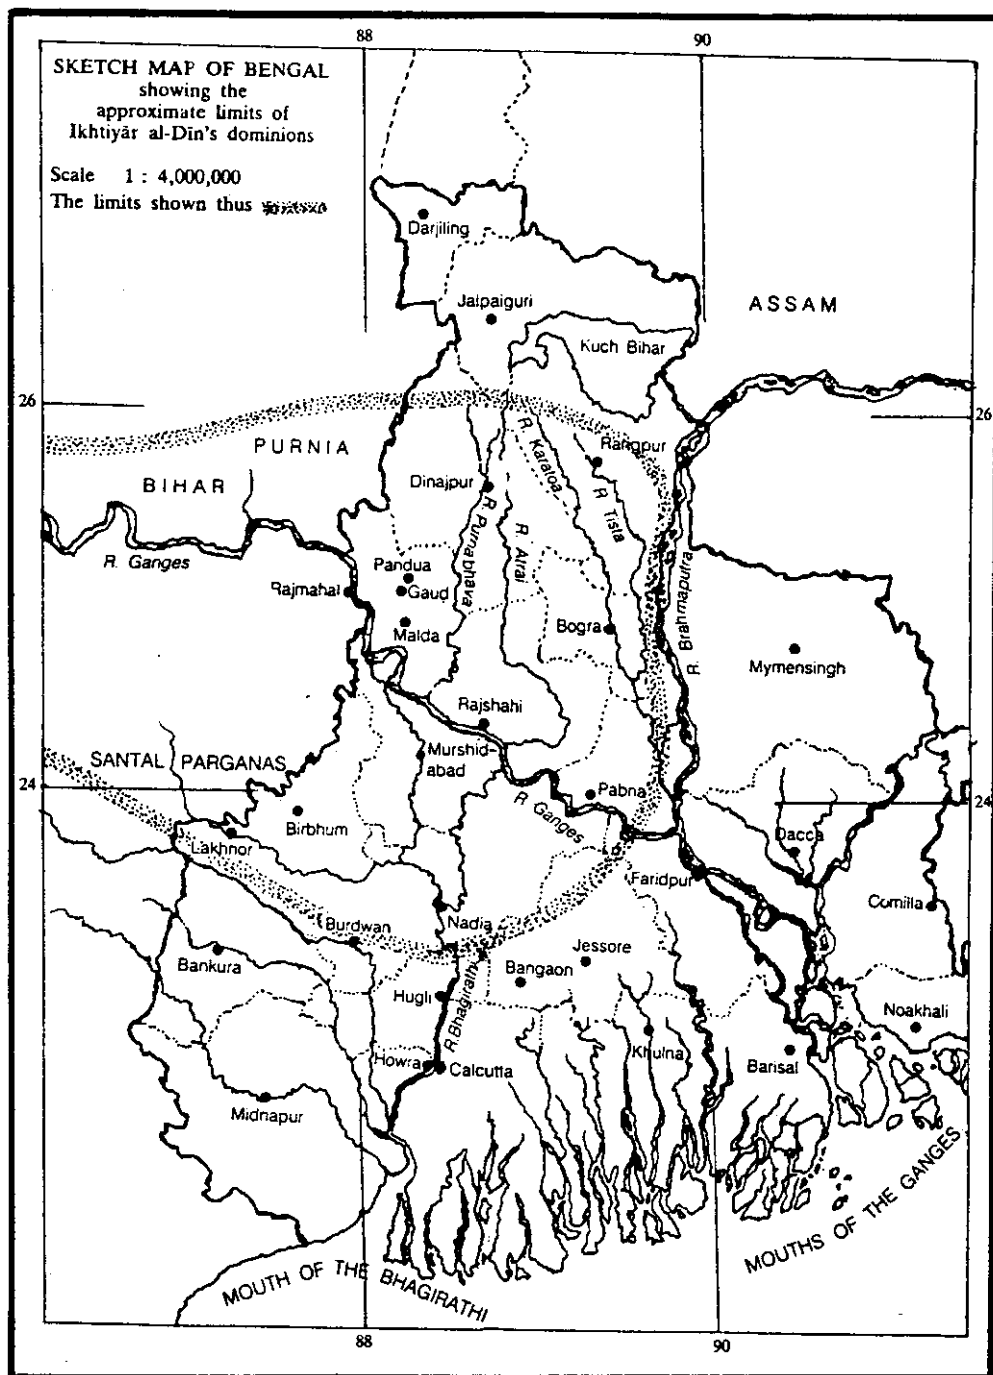 88
90
SKETCH MAP OF BENGAL
showing the
approximate limits of
Ikhtiyār al-Dīn's dominions
Scale 1 : 4,000,000
The limits shown thus
Darjiling
Jalpaiguri
ASSAM
Kuch Bihar
26
26
PURNIA
R. Karatoa
Rangpur
BIHAR
Dinajpur
R. Purnabhava
R. Atrai
R. Tista
R. Ganges
Pandua
Rajmahal
Gaud
Malda
Bogra
R. Brahmaputra
Mymensingh
Rajshahi
Murshid-
abad
SANTAL PARGANAS
24
24
Pabna
R. Ganges
Birbhum
Lakhnor
Dacca
Faridpur
Comilla
Burdwan
Nadia
Jessore
Bankura
Bangaon
Hugli
R. Bhagirathi
Noakhali
Howra
Calcutta
Khulna
Barisal
Midnapur
MOUTH OF THE BHAGIRATHI
MOUTHS OF THE GANGES
88
90